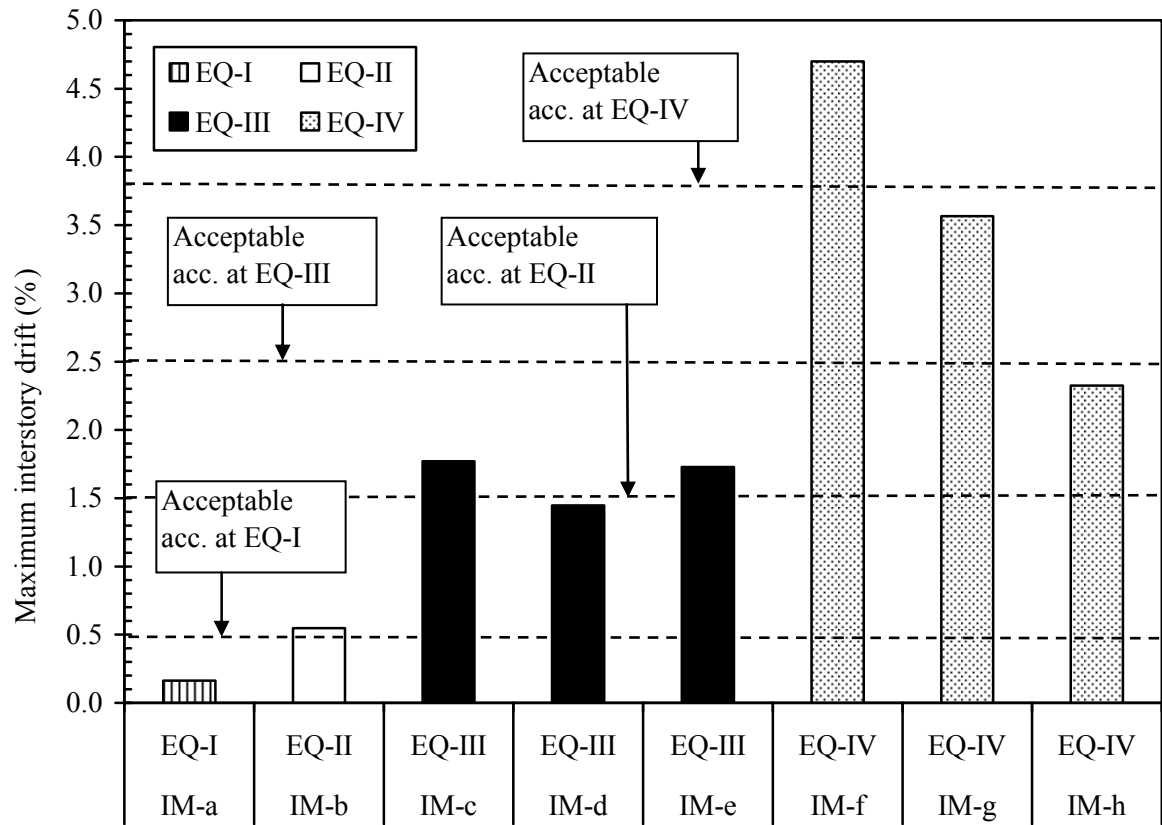 5.0
4.5
4.0
3.5
3.0
2.5
2.0
1.5
1.0
0.5
0.0
Maximum interstory drift (%)
EQ-I EQ-II
EQ-III EQ-IV
Acceptable
acc. at EQ-IV
Acceptable
acc. at EQ-III
Acceptable
acc. at EQ-II
Acceptable
acc. at EQ-I
EQ-I EQ-II EQ-III EQ-III EQ-III EQ-IV EQ-IV EQ-IV
IM-a IM-b IM-c IM-d IM-e IM-f IM-g IM-h